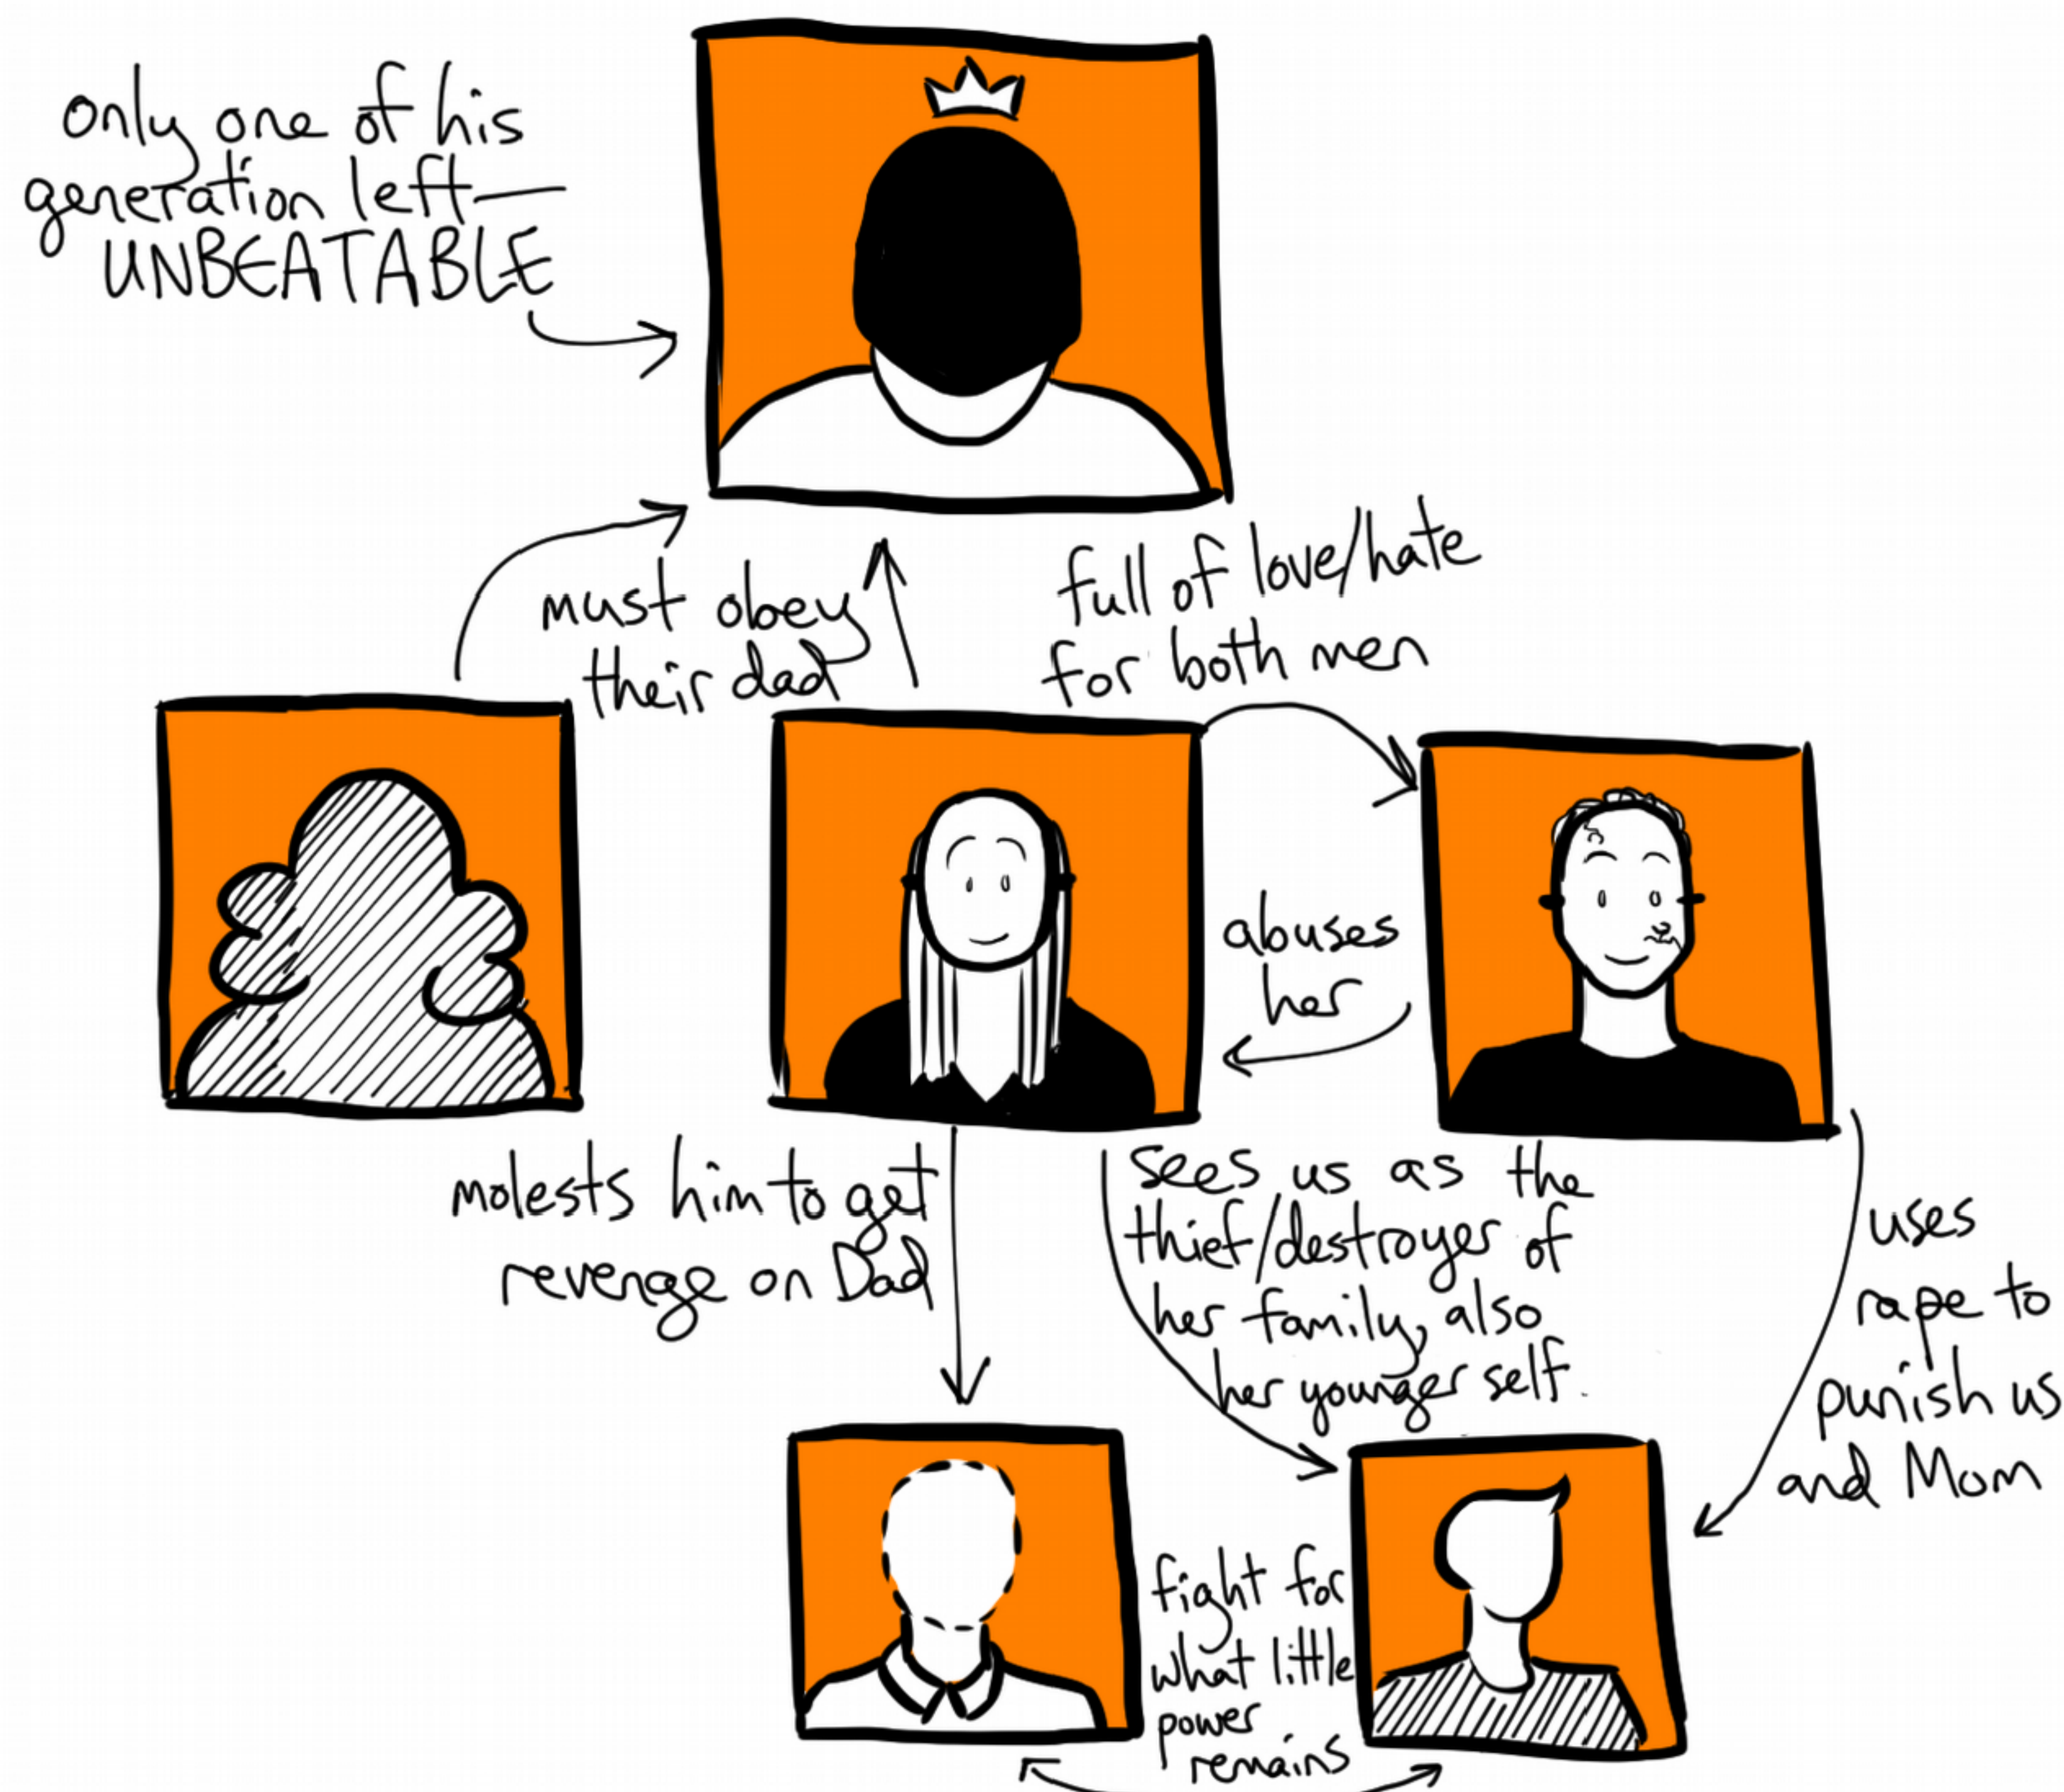 only one of his
generation left—
UNBEATABLE
must obey
their dad
full of love/hate
for both men
abuses
her
molests him to get
revenge on Dad
sees us as the
thief/destroyer of
her family, also
her younger self.
uses
rape to
punish us
and Mom
fight for
what little
power
remains